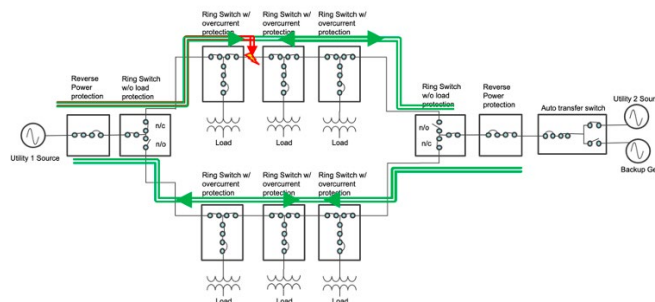 Ring Switch w/
overcurrent
protection
Ring Switch w/
overcurrent
protection
Ring Switch w/
overcurrent
protection
Reverse
Power
protection
Ring Switch
w/o load
protection
n/c
n/o
Utility 1 Source
Load
Load
Load
Ring Switch
w/o load
protection
n/o
n/c
Reverse
Power
protection
Auto transfer switch
Utility 2 Sour
Backup Ge
Ring Switch w/
overcurrent
protection
Ring Switch w/
overcurrent
protection
Ring Switch w/
overcurrent
protection
Load
Load
Load